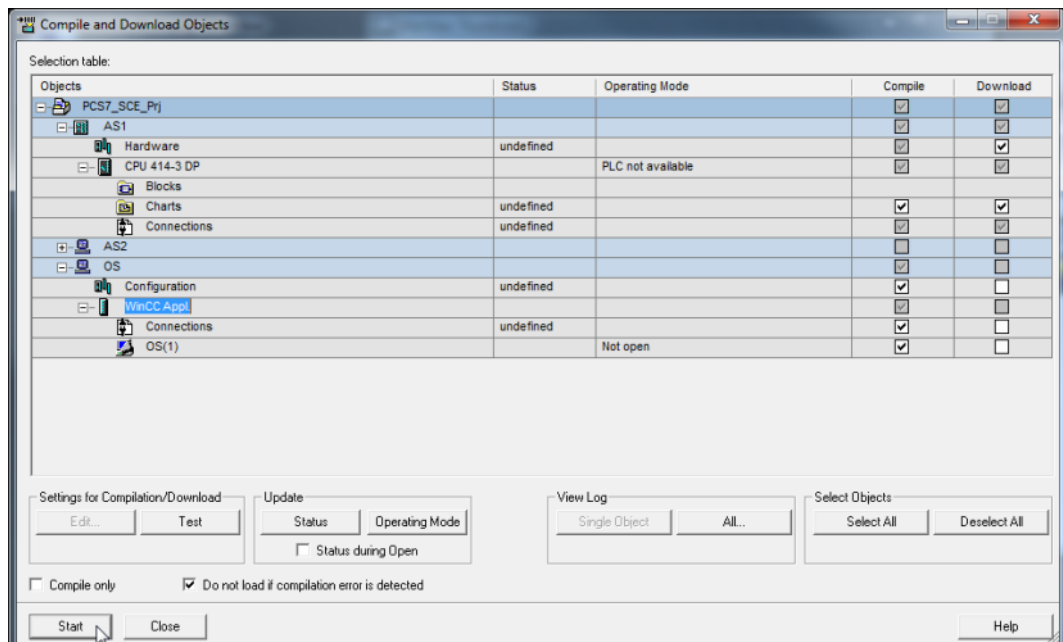 Compile and Download Objects
Selection table:
Objects Status Operating Mode Compile Download
PCS7_SCE_Prj
AS1
Hardware undefined
CPU 414-3 DP PLC not available
Blocks
Charts undefined
Connections undefined
AS2
OS
Configuration undefined
WinCC Appl.
Connections undefined
OS(1) Not open
Settings for Compilation/Download Update View Log Select Objects
Edit... Test Status Operating Mode Single Object All... Select All Deselect All
Status during Open
Compile only Do not load if compilation error is detected
Start Close Help